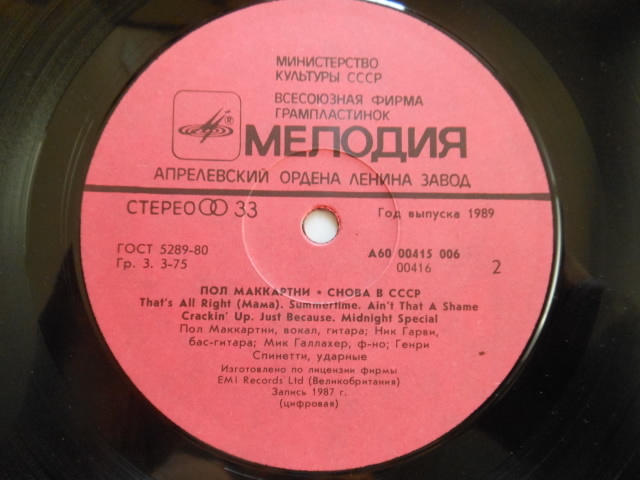 МИНИСТЕРСТВО
КУЛЬТУРЫ СССР
ВСЕСОЮЗНАЯ ФИРМА
ГРАМПЛАСТИНОК
®
МЕЛОДИЯ
АПРЕЛЕВСКИЙ ОРДЕНА ЛЕНИНА ЗАВОД
СТЕРЕО 33
Год выпуска 1989
ГОСТ 5289-80
Гр. 3. 3-75
А60 00415 006
00416
2
ПОЛ МАККАРТНИ • СНОВА В СССР
That's All Right (Мама). Summertime. Ain't That A Shame
Crackin' Up. Just Because. Midnight Special
Пол Маккартни, вокал, гитара; Ник Гарви,
бас-гитара; Мик Галлахер, ф-но; Генри
Спинетти, ударные
Изготовлено по лицензии фирмы
EMI Records Ltd (Великобритания)
Запись 1987 г.
(цифровая)